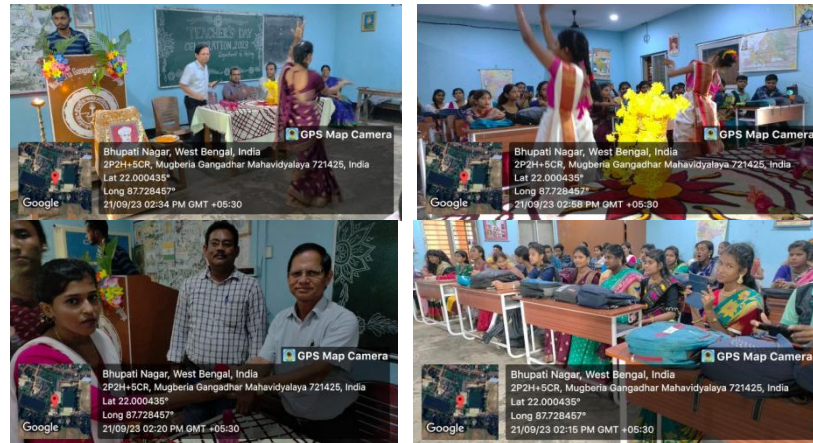 TEACHER'S DAY
CELEBRATION 2023
Department of History
GPS Map Camera
Bhupati Nagar, West Bengal, India
2P2H+5CR, Mugberia Gangadhar Mahavidyalaya 721425, India
Lat 22.000435°
Long 87.728457°
21/09/23 02:34 PM GMT +05:30
Google
GPS Map Camera
Bhupati Nagar, West Bengal, India
2P2H+5CR, Mugberia Gangadhar Mahavidyalaya 721425, India
Lat 22.000435°
Long 87.728457°
21/09/23 02:58 PM GMT +05:30
Google
GPS Map Camera
Bhupati Nagar, West Bengal, India
2P2H+5CR, Mugberia Gangadhar Mahavidyalaya 721425, India
Lat 22.000435°
Long 87.728457°
21/09/23 02:20 PM GMT +05:30
Google
GPS Map Camera
Bhupati Nagar, West Bengal, India
2P2H+5CR, Mugberia Gangadhar Mahavidyalaya 721425, India
Lat 22.000435°
Long 87.728457°
21/09/23 02:15 PM GMT +05:30
Google